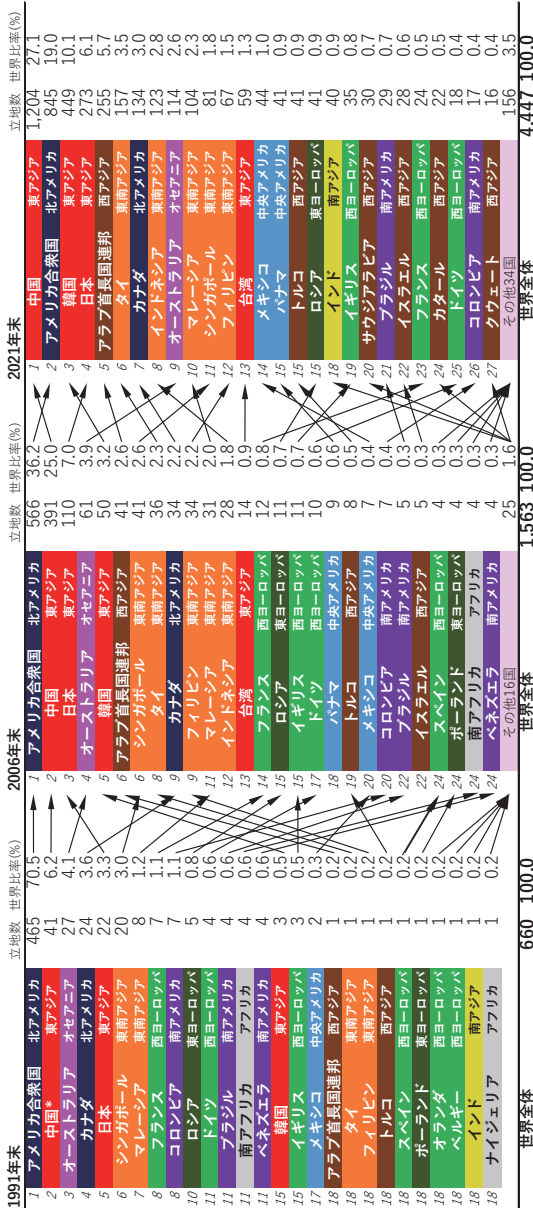 1991年末 立地数 世界比率(%)
1 アメリカ合衆国 北アメリカ 465 70.5
2 中国* 東アジア 41 6.2
3 オーストラリア オセアニア 27 4.1
4 カナダ 北アメリカ 24 3.6
5 日本 東アジア 22 3.3
6 シンガポール 東南アジア 20 3.0
7 マレーシア 東南アジア 8 1.2
8 フランス 西ヨーロッパ 7 1.1
8 コロンビア 南アメリカ 7 1.1
10 ロシア 東ヨーロッパ 5 0.8
11 ドイツ 西ヨーロッパ 4 0.6
11 ブラジル 南アメリカ 4 0.6
11 南アフリカ アフリカ 4 0.6
11 ベネズエラ 南アメリカ 4 0.6
15 韓国 東アジア 3 0.5
15 イギリス 西ヨーロッパ 3 0.5
17 メキシコ 中央アメリカ 2 0.3
18 アラブ首長国連邦 西アジア 1 0.2
18 タイ 東南アジア 1 0.2
18 フィリピン 東南アジア 1 0.2
18 トルコ 西アジア 1 0.2
18 スペイン 西ヨーロッパ 1 0.2
18 ポーランド 東ヨーロッパ 1 0.2
18 オランダ 西ヨーロッパ 1 0.2
18 ベルギー 西ヨーロッパ 1 0.2
18 インド 南アジア 1 0.2
18 ナイジェリア アフリカ 1 0.2
世界全体 660 100.0
2006年末 立地数 世界比率(%)
1 アメリカ合衆国 北アメリカ 566 36.2
2 中国 東アジア 391 25.0
3 日本 東アジア 110 7.0
4 オーストラリア オセアニア 61 3.9
5 韓国 東アジア 50 3.2
6 アラブ首長国連邦 西アジア 41 2.6
6 シンガポール 東南アジア 41 2.6
8 タイ 東南アジア 36 2.3
9 カナダ 北アメリカ 34 2.2
9 フィリピン 東南アジア 34 2.2
11 マレーシア 東南アジア 31 2.0
12 インドネシア 東南アジア 28 1.8
13 台湾 東アジア 14 0.9
14 フランス 西ヨーロッパ 12 0.8
15 ロシア 東ヨーロッパ 11 0.7
15 イギリス 西ヨーロッパ 11 0.7
17 ドイツ 西ヨーロッパ 10 0.6
18 パナマ 中央アメリカ 9 0.6
19 トルコ 西アジア 8 0.5
20 メキシコ 中央アメリカ 7 0.4
20 コロンビア 南アメリカ 7 0.4
22 ブラジル 南アメリカ 5 0.3
22 イスラエル 西アジア 5 0.3
24 スペイン 西ヨーロッパ 4 0.3
24 ポーランド 東ヨーロッパ 4 0.3
24 南アフリカ アフリカ 4 0.3
24 ベネズエラ 南アメリカ 4 0.3
その他16国 25 1.6
世界全体 1,563 100.0
2021年末 立地数 世界比率(%)
1 中国 東アジア 1,204 27.1
2 アメリカ合衆国 北アメリカ 845 19.0
3 韓国 東アジア 449 10.1
4 日本 東アジア 273 6.1
5 アラブ首長国連邦 西アジア 255 5.7
6 タイ 東南アジア 157 3.5
7 カナダ 北アメリカ 134 3.0
8 インドネシア 東南アジア 123 2.8
9 オーストラリア オセアニア 114 2.6
10 マレーシア 東南アジア 104 2.3
11 シンガポール 東南アジア 81 1.8
12 フィリピン 東南アジア 67 1.5
13 台湾 東アジア 59 1.3
14 メキシコ 中央アメリカ 44 1.0
15 パナマ 中央アメリカ 41 0.9
15 トルコ 西アジア 41 0.9
15 ロシア 東ヨーロッパ 41 0.9
18 インド 南アジア 40 0.9
19 イギリス 西ヨーロッパ 35 0.8
20 サウジアラビア 西アジア 30 0.7
21 ブラジル 南アメリカ 29 0.7
22 イスラエル 西アジア 28 0.6
23 フランス 西ヨーロッパ 24 0.5
24 カタール 西アジア 22 0.5
25 ドイツ 西ヨーロッパ 18 0.4
26 コロンビア 南アメリカ 17 0.4
27 クウェート 西アジア 16 0.4
その他34国 156 3.5
世界全体 4,447 100.0